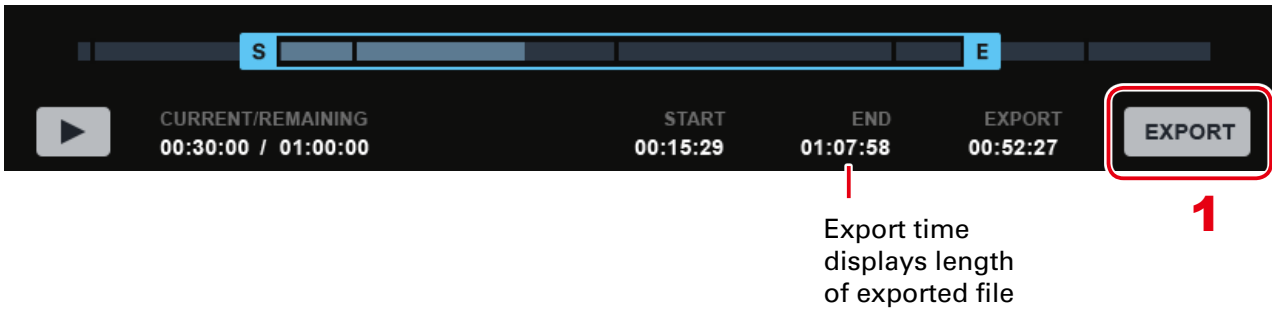 S
E
CURRENT/REMAINING
START
END
EXPORT
00:30:00 / 01:00:00
00:15:29
01:07:58
00:52:27
EXPORT
1
Export time
displays length
of exported file